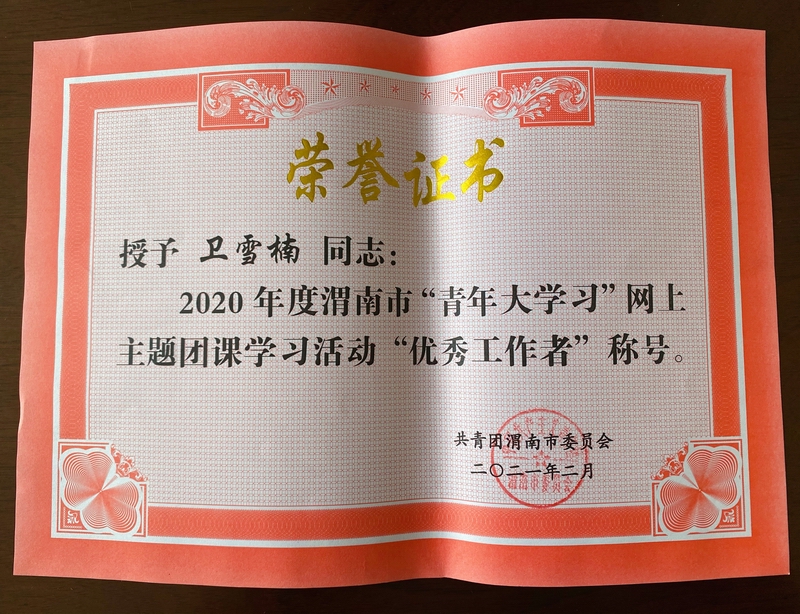 荣誉证书
授予 卫雪楠 同志：
2020年度渭南市“青年大学习”网上
主题团课学习活动“优秀工作者”称号。
共青团渭南市委员会
二〇二一年二月